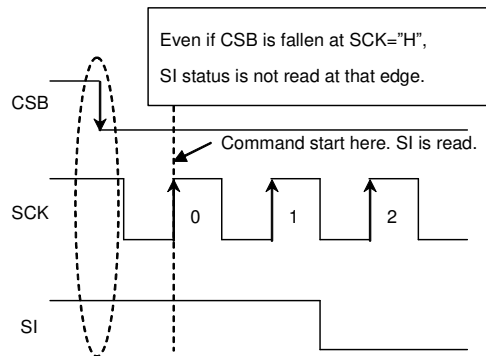 Even if CSB is fallen at SCK=”H”,
SI status is not read at that edge.
CSB
Command start here. SI is read.
SCK
0
1
2
SI